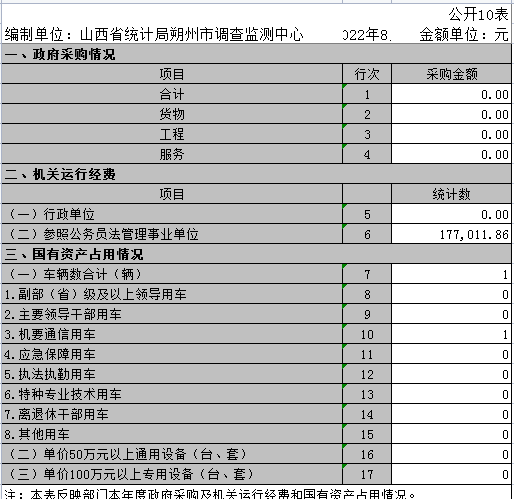 公开10表
编制单位：山西省统计局朔州市调查监测中心 022年8 金额单位：元
一、政府采购情况
项目 行次 采购金额
合计 1 0.00
货物 2 0.00
工程 3 0.00
服务 4 0.00
二、机关运行经费
项目 统计数
（一）行政单位 5 0.00
（二）参照公务员法管理事业单位 6 177,011.86
三、国有资产占用情况
（一）车辆数合计（辆） 7 1
1.副部（省）级及以上领导用车 8 0
2.主要领导干部用车 9 0
3.机要通信用车 10 1
4.应急保障用车 11 0
5.执法执勤用车 12 0
6.特种专业技术用车 13 0
7.离退休干部用车 14 0
8.其他用车 15 0
（二）单价50万元以上通用设备（台、套） 16 0
（三）单价100万元以上专用设备（台、套） 17 0
注：本表反映部门本年度政府采购及机关运行经费和国有资产占用情况。